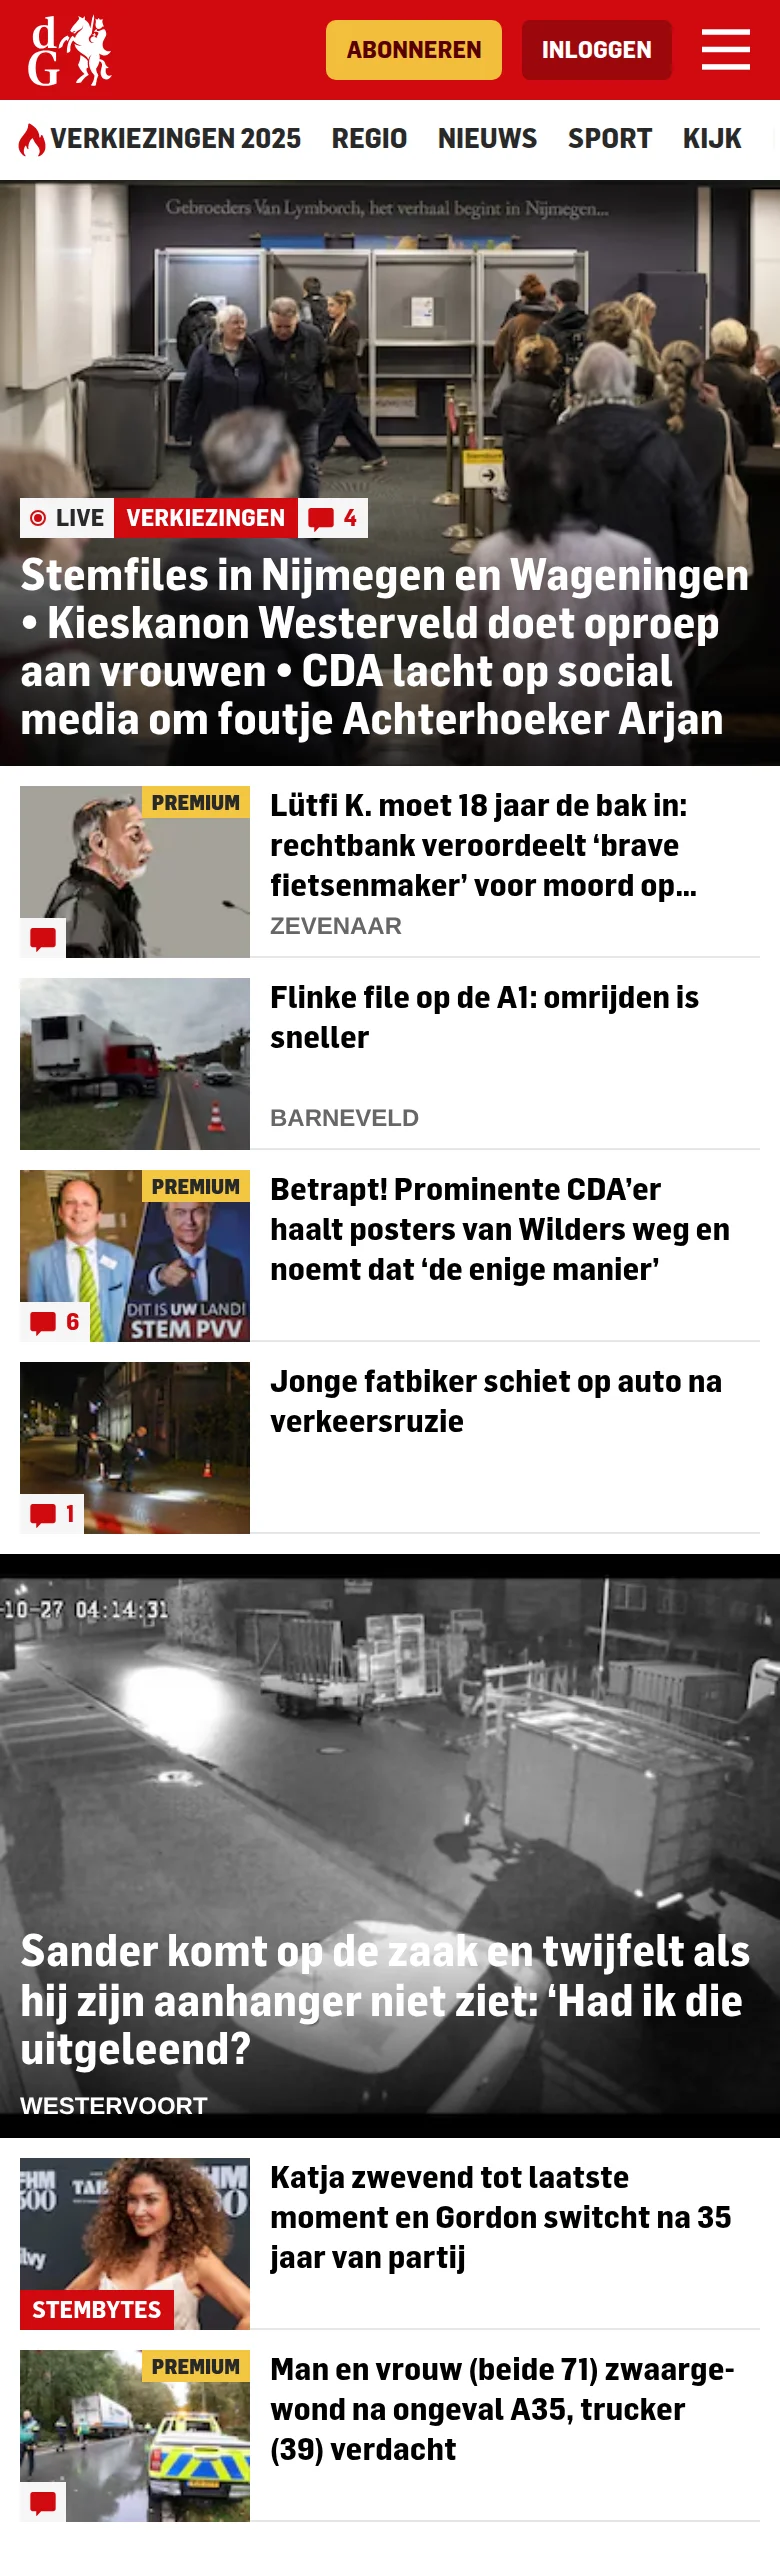 dG
ABONNEREN
INLOGGEN
VERKIEZINGEN 2025
REGIO
NIEUWS
SPORT
KIJK
Gebroeders Van Lymborch, het verhaal begint in Nijmegen...
LIVE
VERKIEZINGEN
4
Stemfiles in Nijmegen en Wageningen
• Kieskanon Westerveld doet oproep
aan vrouwen • CDA lacht op social
media om foutje Achterhoeker Arjan
PREMIUM
Lütfi K. moet 18 jaar de bak in:
rechtbank veroordeelt ‘brave
fietsenmaker’ voor moord op...
ZEVENAAR
Flinke file op de A1: omrijden is
sneller
BARNEVELD
PREMIUM
DIT IS UW LAND!
STEM PVV
6
Betrapt! Prominente CDA’er
haalt posters van Wilders weg en
noemt dat ‘de enige manier’
1
Jonge fatbiker schiet op auto na
verkeersruzie
-10-27 04:14:31
Sander komt op de zaak en twijfelt als
hij zijn aanhanger niet ziet: ‘Had ik die
uitgeleend?
WESTERVOORT
STEMBYTES
Katja zwevend tot laatste
moment en Gordon switcht na 35
jaar van partij
PREMIUM
Man en vrouw (beide 71) zwaarge-
wond na ongeval A35, trucker
(39) verdacht